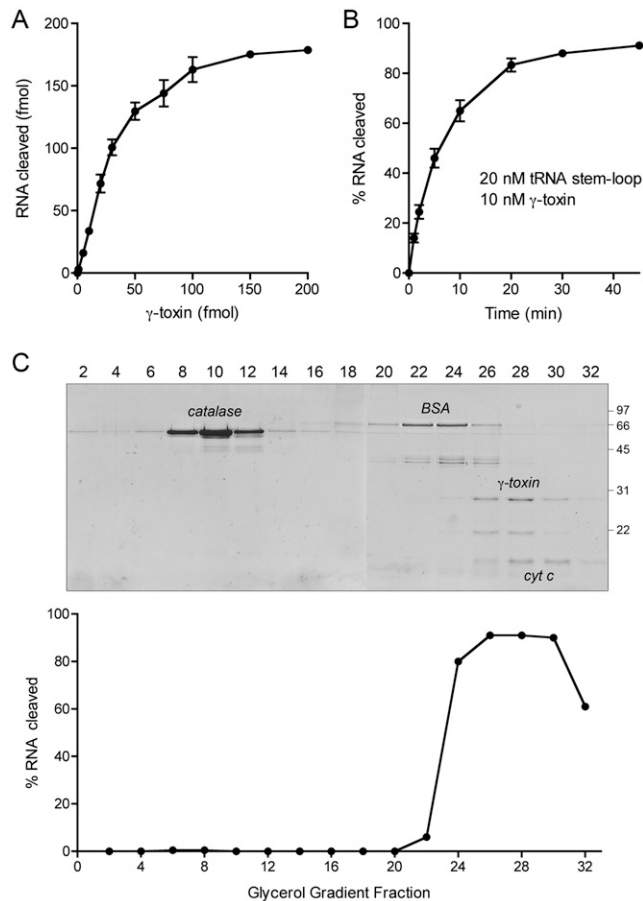 A
RNA cleaved (fmol)
200
150
100
50
0
0 50 100 150 200
γ-toxin (fmol)
B
% RNA cleaved
100
80
60
40
20
0
20 nM tRNA stem-loop
10 nM γ-toxin
0 10 20 30 40
Time (min)
C
2 4 6 8 10 12 14 16 18 20 22 24 26 28 30 32
catalase
BSA
γ-toxin
cyt c
97
66
45
31
22
% RNA cleaved
100
80
60
40
20
0
0 4 8 12 16 20 24 28 32
Glycerol Gradient Fraction